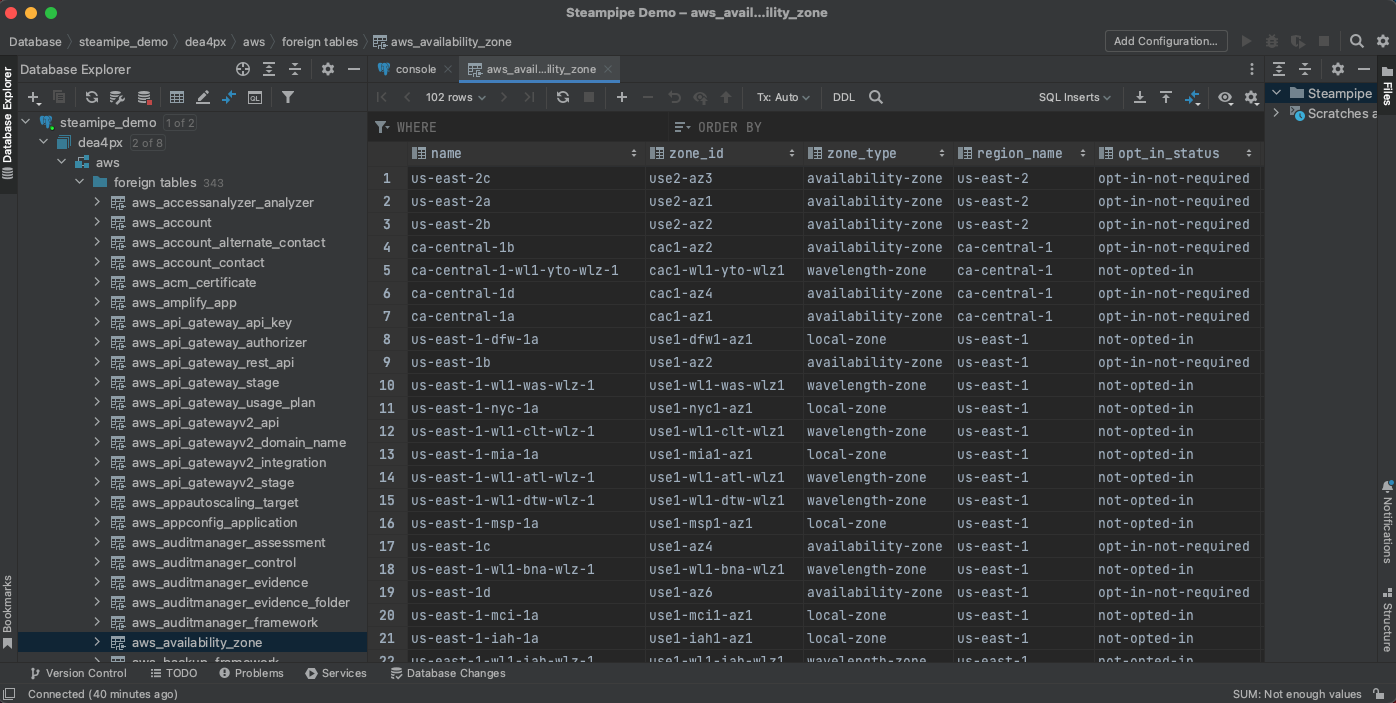 Steampipe Demo – aws_avail...ility_zone
Database steamipe_demo dea4px aws foreign tables aws_availability_zone
Add Configuration...
Database Explorer
console
aws_avail...ility_zone
102 rows
Tx: Auto
DDL
SQL Inserts
WHERE
ORDER BY
Database Explorer
Bookmarks
steamipe_demo 1 of 2
dea4px 2 of 8
aws
foreign tables 343
aws_accessanalyzer_analyzer
aws_account
aws_account_alternate_contact
aws_account_contact
aws_acm_certificate
aws_amplify_app
aws_api_gateway_api_key
aws_api_gateway_authorizer
aws_api_gateway_rest_api
aws_api_gateway_stage
aws_api_gateway_usage_plan
aws_api_gatewayv2_api
aws_api_gatewayv2_domain_name
aws_api_gatewayv2_integration
aws_api_gatewayv2_stage
aws_appautoscaling_target
aws_appconfig_application
aws_auditmanager_assessment
aws_auditmanager_control
aws_auditmanager_evidence
aws_auditmanager_evidence_folder
aws_auditmanager_framework
aws_availability_zone
aws_backup_framework
name zone_id zone_type region_name opt_in_status
1 us-east-2c use2-az3 availability-zone us-east-2 opt-in-not-required
2 us-east-2a use2-az1 availability-zone us-east-2 opt-in-not-required
3 us-east-2b use2-az2 availability-zone us-east-2 opt-in-not-required
4 ca-central-1b cac1-az2 availability-zone ca-central-1 opt-in-not-required
5 ca-central-1-wl1-yto-wlz-1 cac1-wl1-yto-wlz1 wavelength-zone ca-central-1 not-opted-in
6 ca-central-1d cac1-az4 availability-zone ca-central-1 opt-in-not-required
7 ca-central-1a cac1-az1 availability-zone ca-central-1 opt-in-not-required
8 us-east-1-dfw-1a use1-dfw1-az1 local-zone us-east-1 not-opted-in
9 us-east-1b use1-az2 availability-zone us-east-1 opt-in-not-required
10 us-east-1-wl1-was-wlz-1 use1-wl1-was-wlz1 wavelength-zone us-east-1 not-opted-in
11 us-east-1-nyc-1a use1-nyc1-az1 local-zone us-east-1 not-opted-in
12 us-east-1-wl1-clt-wlz-1 use1-wl1-clt-wlz1 wavelength-zone us-east-1 not-opted-in
13 us-east-1-mia-1a use1-mia1-az1 local-zone us-east-1 not-opted-in
14 us-east-1-wl1-atl-wlz-1 use1-wl1-atl-wlz1 wavelength-zone us-east-1 not-opted-in
15 us-east-1-wl1-dtw-wlz-1 use1-wl1-dtw-wlz1 wavelength-zone us-east-1 not-opted-in
16 us-east-1-msp-1a use1-msp1-az1 local-zone us-east-1 not-opted-in
17 us-east-1c use1-az4 availability-zone us-east-1 opt-in-not-required
18 us-east-1-wl1-bna-wlz-1 use1-wl1-bna-wlz1 wavelength-zone us-east-1 not-opted-in
19 us-east-1d use1-az6 availability-zone us-east-1 opt-in-not-required
20 us-east-1-mci-1a use1-mci1-az1 local-zone us-east-1 not-opted-in
21 us-east-1-iah-1a use1-iah1-az1 local-zone us-east-1 not-opted-in
22 us-east-1-wl1-iah-wlz-1 use1-wl1-iah-wlz1 wavelength-zone us-east-1 not-opted-in
Steampipe
Scratches a
Files
Notifications
Structure
Version Control TODO Problems Services Database Changes
Connected (40 minutes ago)
SUM: Not enough values